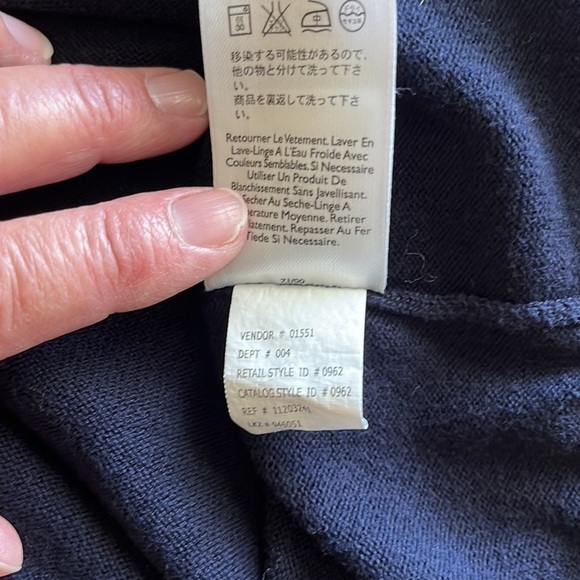 移染する可能性があるので、
他の物と分けて洗って下さ
い。
商品を裏返して洗って下さ
い。
Retourner Le Vetement. Laver En
Lave-Linge A L'Eau Froide Avec
Couleurs Semblables. Si Necessaire
Utiliser Un Produit De
Blanchissement Sans Javellisant.
Secher Au Seche-Linge A
Moyenne. Retirer
Repasser Au Fer
Tiede Si Necessaire.
VENDOR # 01551
DEPT # 004
RETAIL STYLE ID # 0962
CATALOG STYLE ID # 0962
REF #